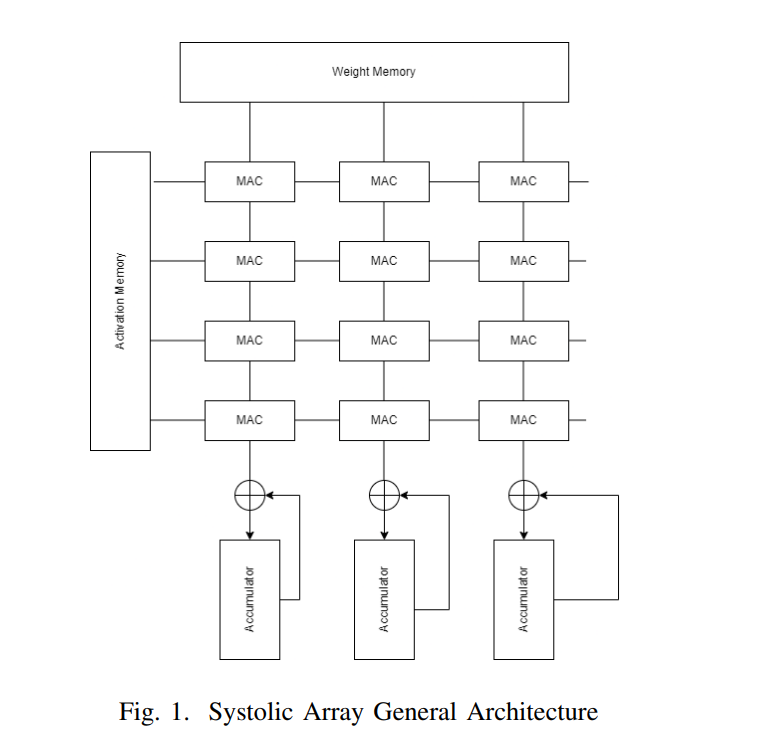 Weight Memory
Activation Memory
MAC MAC MAC
MAC MAC MAC
MAC MAC MAC
MAC MAC MAC
Accumulator Accumulator Accumulator
Fig. 1. Systolic Array General Architecture